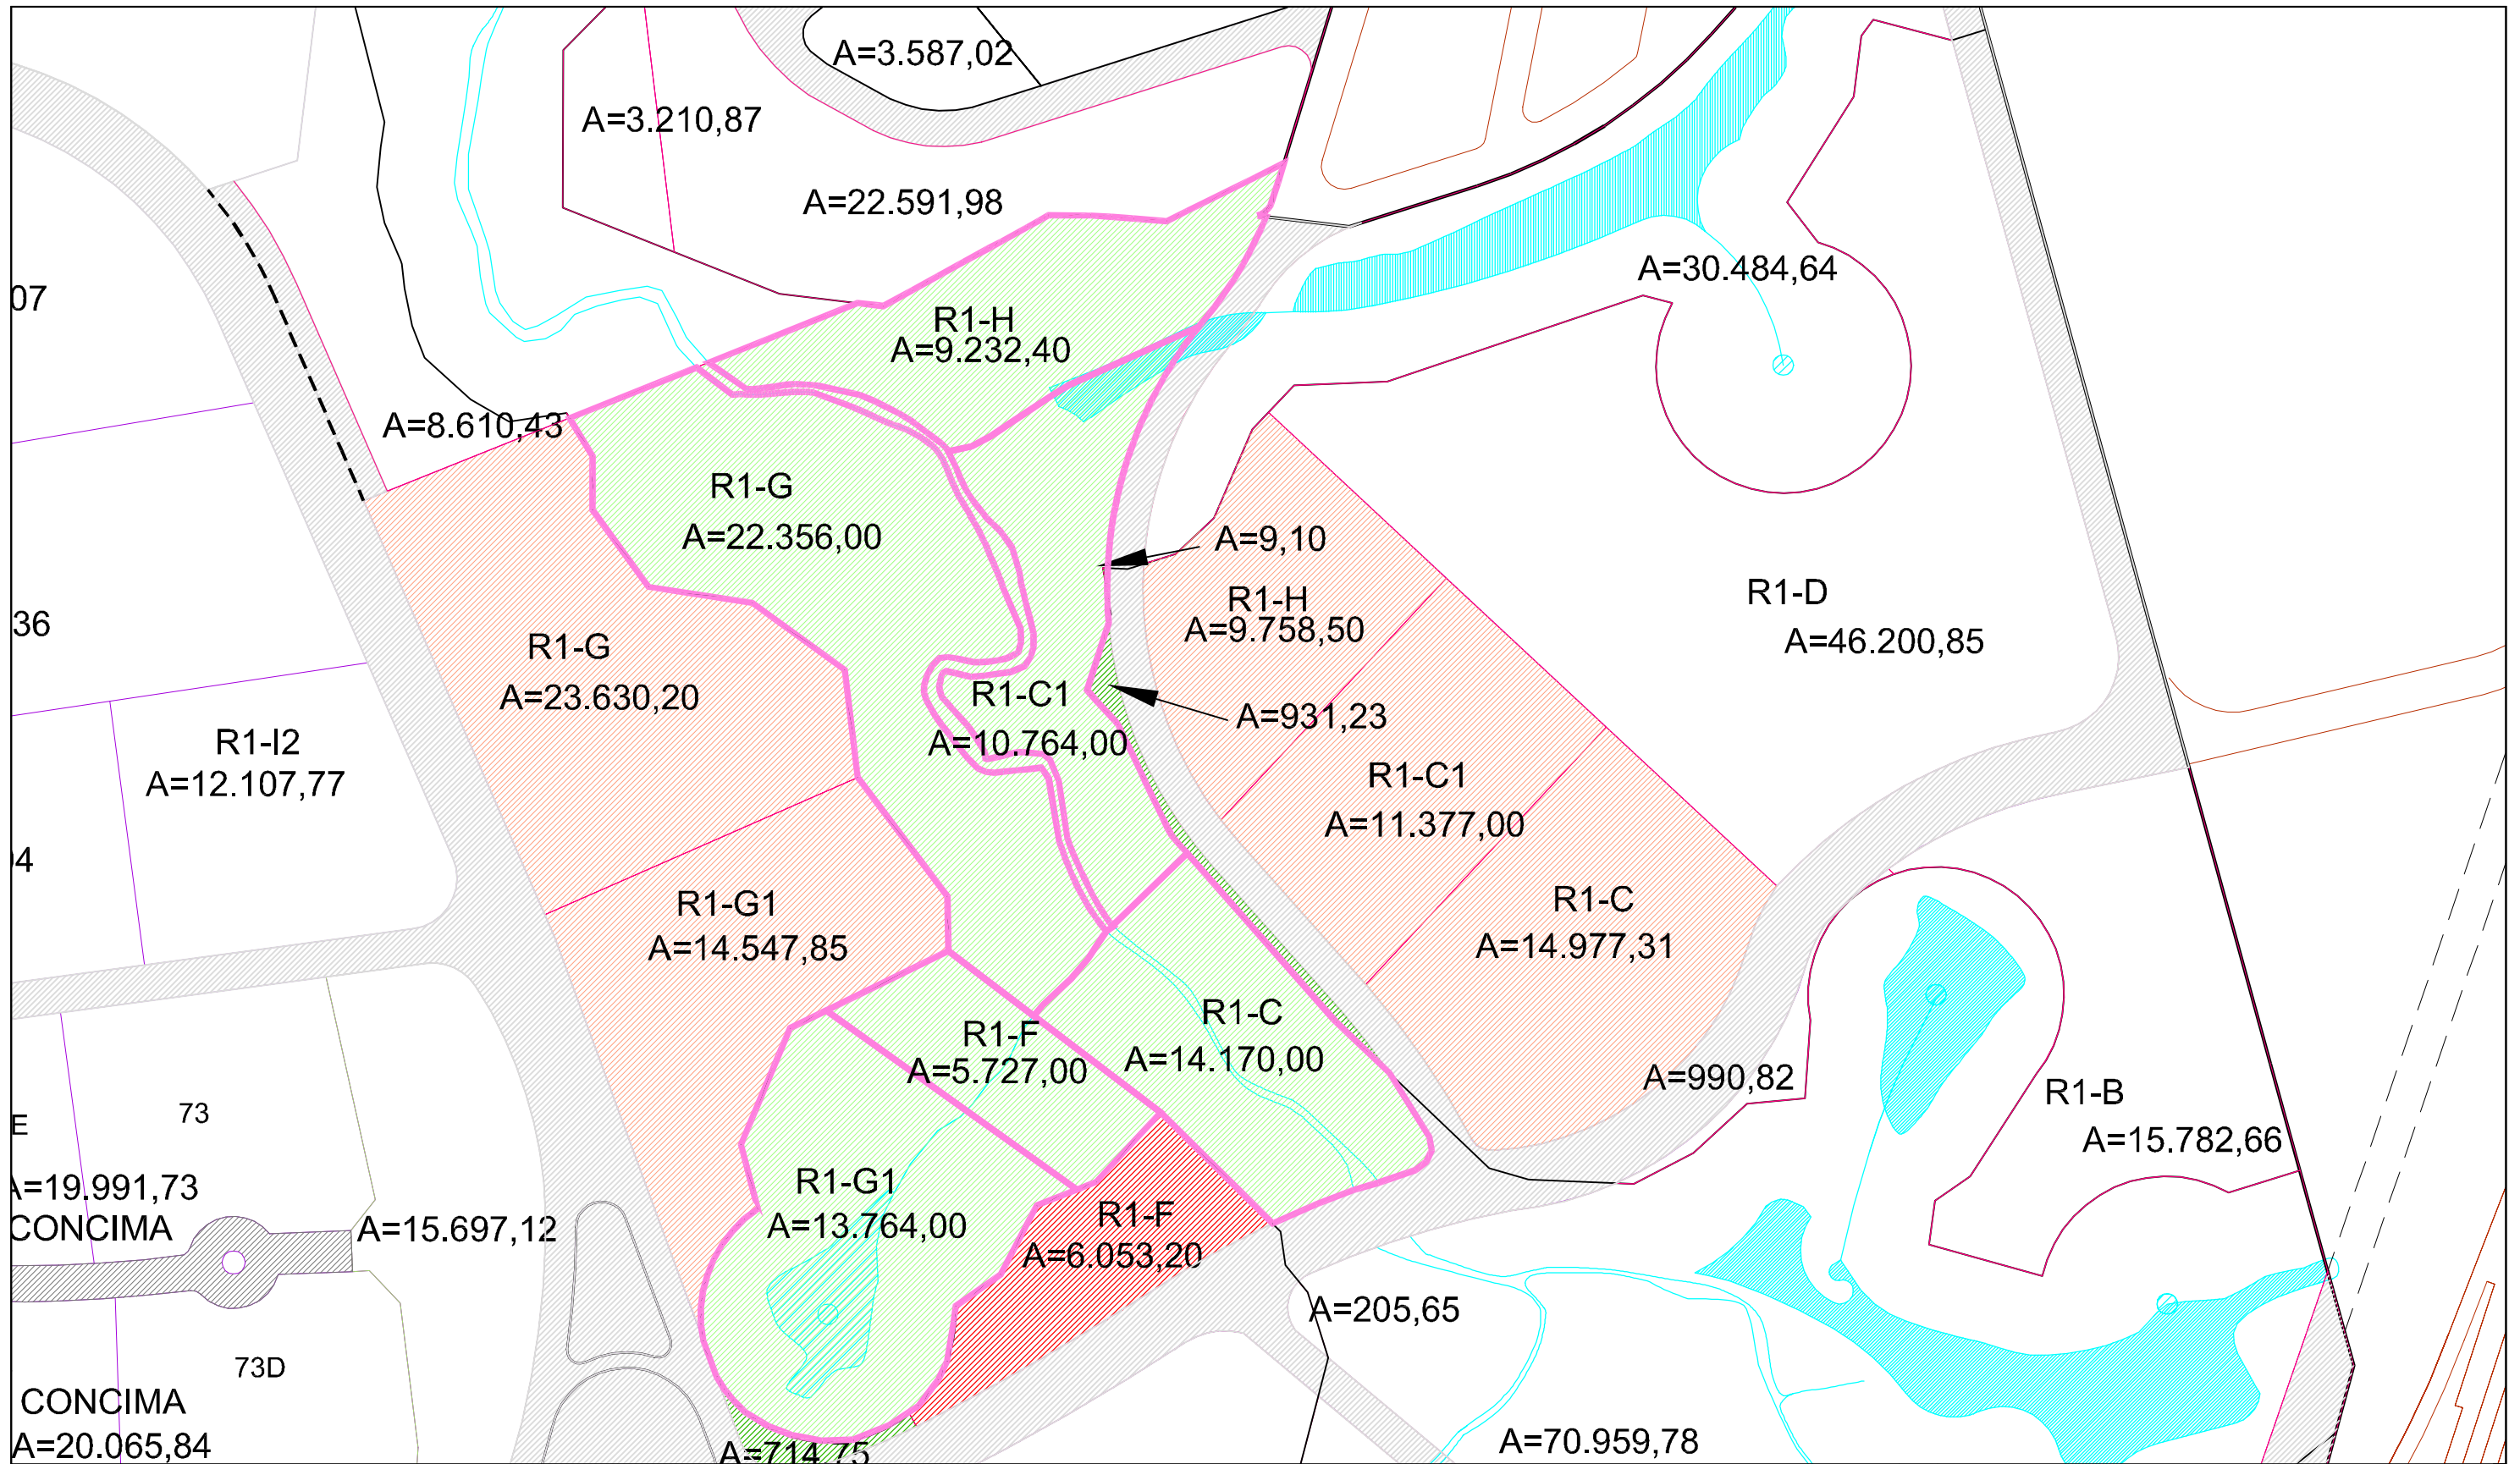 A=3.587,02
A=3.210,87
A=22.591,98
A=30.484,64
07
R1-H
A=9.232,40
A=8.610,43
R1-G
A=22.356,00
A=9,10
R1-H
A=9.758,50
R1-D
A=46.200,85
36
R1-G
A=23.630,20
R1-C1
A=10.764,00
A=931,23
R1-I2
A=12.107,77
R1-C1
A=11.377,00
04
R1-G1
A=14.547,85
R1-C
A=14.977,31
R1-C
A=14.170,00
R1-F
A=5.727,00
A=990,82
R1-B
A=15.782,66
73
E
A=19.991,73
CONCIMA
A=15.697,12
R1-G1
A=13.764,00
R1-F
A=6.053,20
A=205,65
73D
CONCIMA
A=20.065,84
A=714,75
A=70.959,78